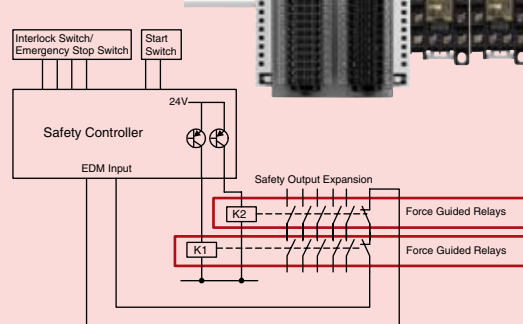 Interlock Switch/
Emergency Stop Switch
Start
Switch
24V
Safety Controller
EDM Input
Safety Output Expansion
K2
Force Guided Relays
K1
Force Guided Relays